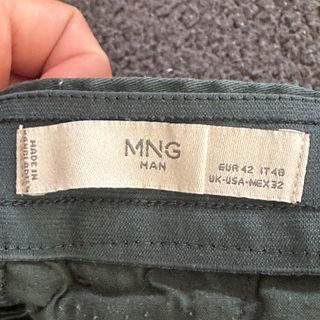 MADE IN
BANGLADESH
MNG
MAN
EUR 42 IT 48
UK-USA-MEX 32